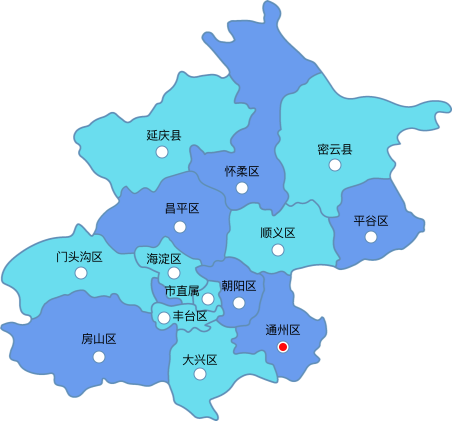 延庆县
密云县
怀柔区
昌平区
平谷区
顺义区
门头沟区
海淀区
市直属
朝阳区
丰台区
通州区
房山区
大兴区